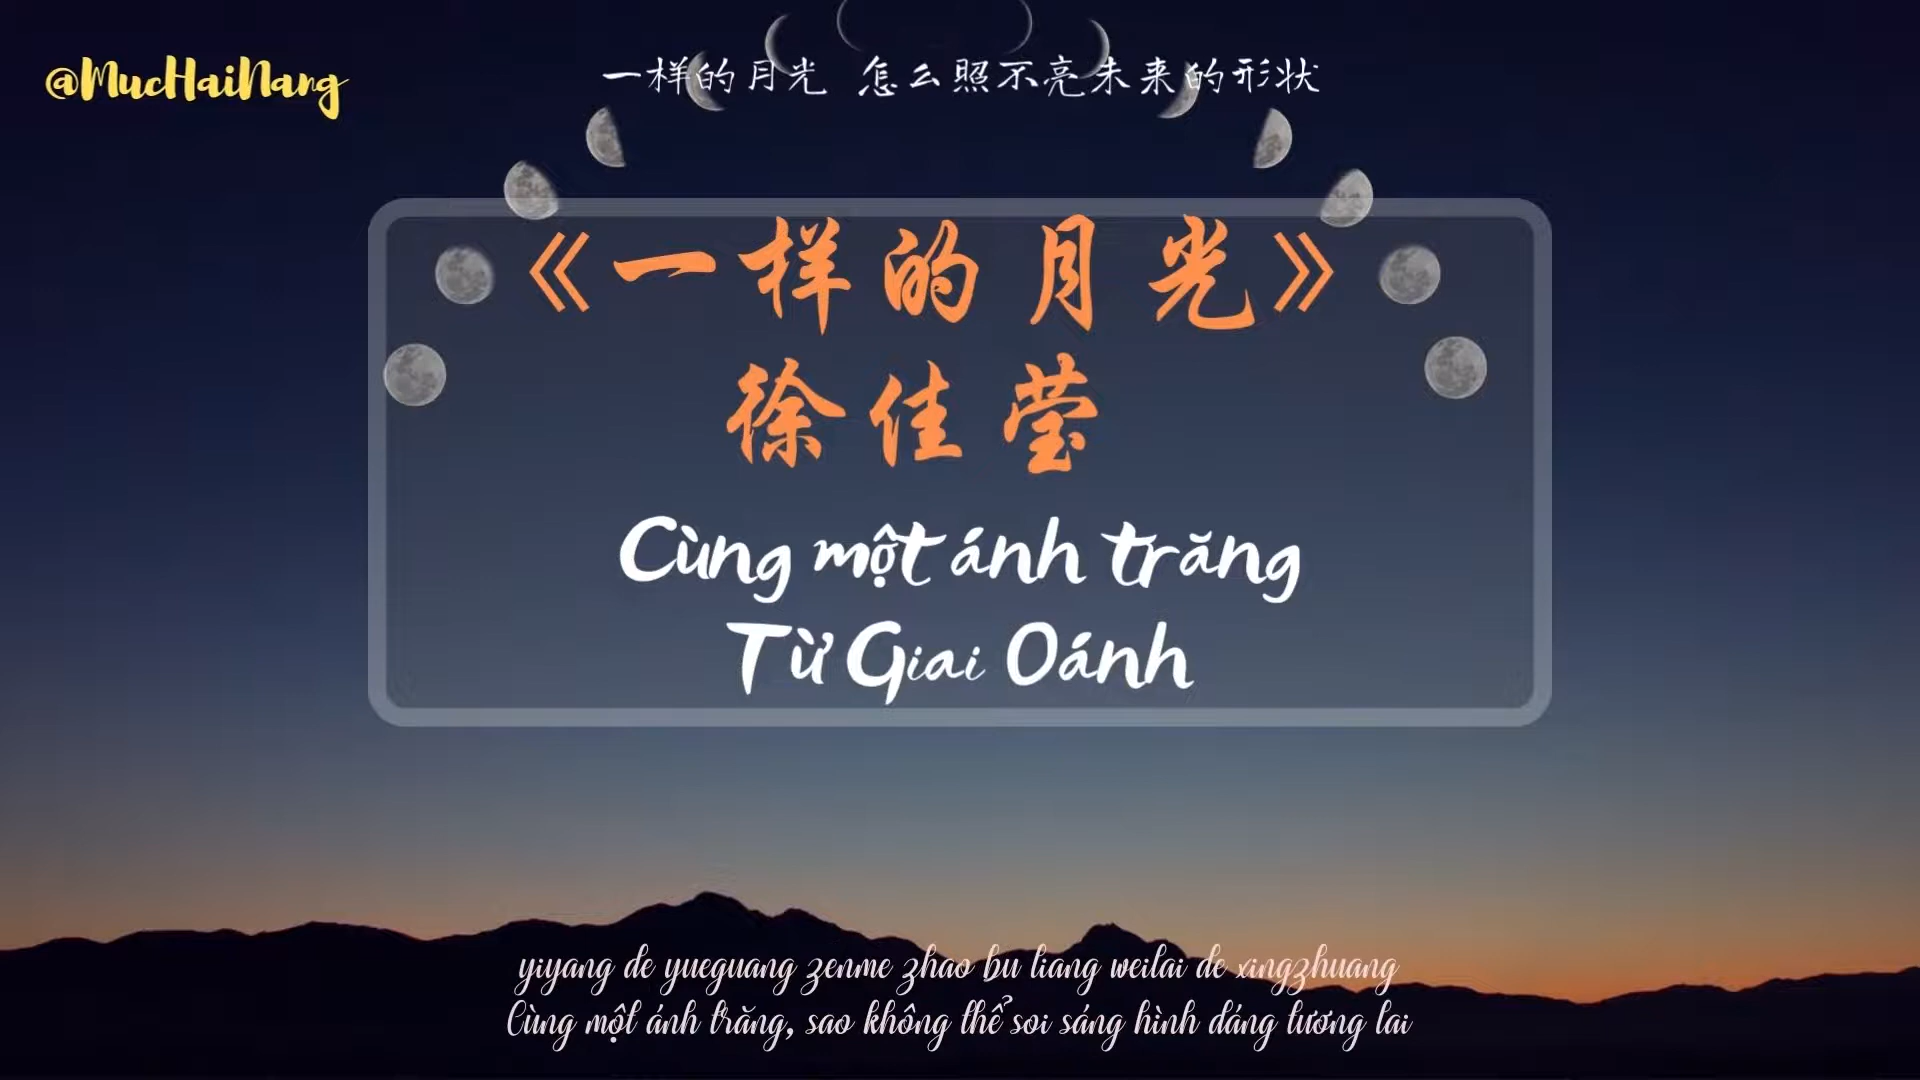 @MucHaiNang
一样的月光 怎么照不亮未来的形状
《一样的月光》
徐佳莹
Cùng một ánh trăng
Từ Giai Oánh
yiyang de yueguang zenme zhao bu liang weilai de xingzhuang
Cùng một ánh trăng, sao không thể soi sáng hình dáng tương lai